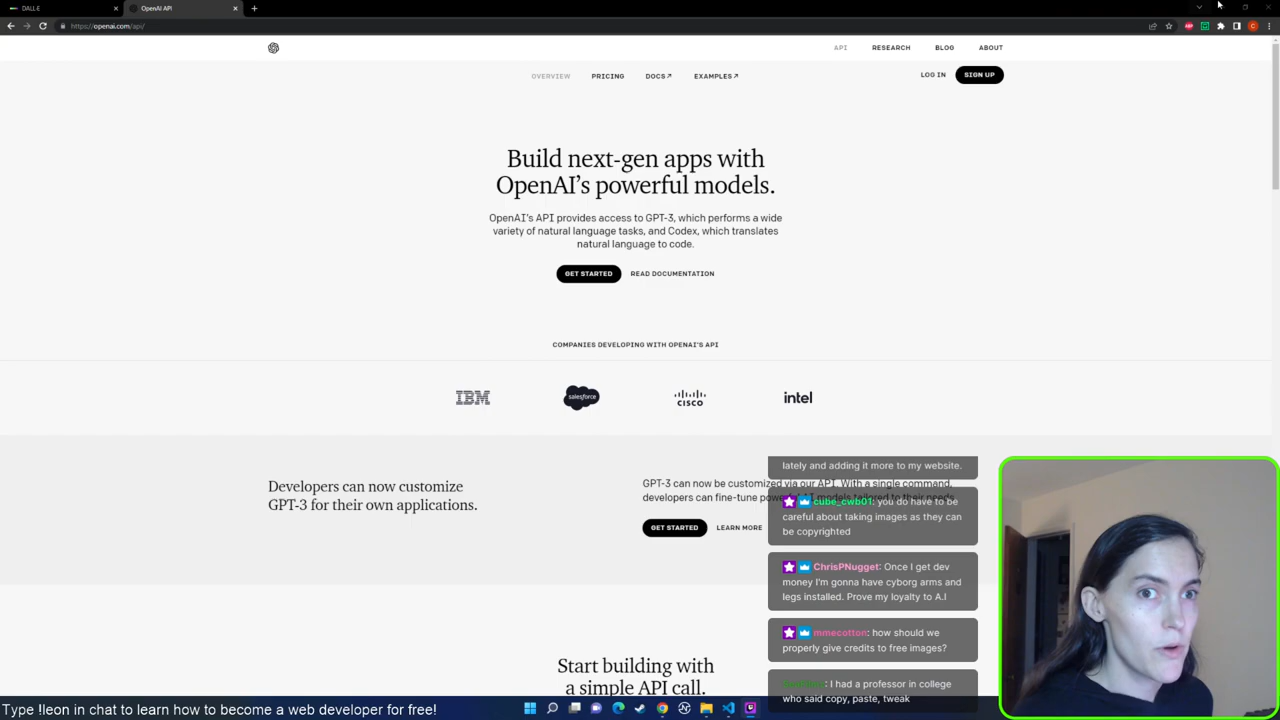 DALL·E
OpenAI API
https://openai.com/api/
API
RESEARCH
BLOG
ABOUT
OVERVIEW
PRICING
DOCS↗
EXAMPLES↗
LOG IN
SIGN UP
Build next-gen apps with
OpenAI's powerful models.
OpenAI's API provides access to GPT-3, which performs a wide
variety of natural language tasks, and Codex, which translates
natural language to code.
GET STARTED
READ DOCUMENTATION
COMPANIES DEVELOPING WITH OPENAI'S API
IBM
salesforce
CISCO
intel
Developers can now customize
GPT-3 for their own applications.
GPT-3 can now be customized via our API. With a single command,
developers can fine-tune powerful AI models tailored to their needs.
GET STARTED
LEARN MORE
Start building with
a simple API call.
lately and adding it more to my website.
cube_cwb01: you do have to be
careful about taking images as they can
be copyrighted
ChrisPNugget: Once I get dev
money I'm gonna have cyborg arms and
legs installed. Prove my loyalty to A.I
mmecotton: how should we
properly give credits to free images?
: I had a professor in college
who said copy, paste, tweak
Type !leon in chat to learn how to become a web developer for free!